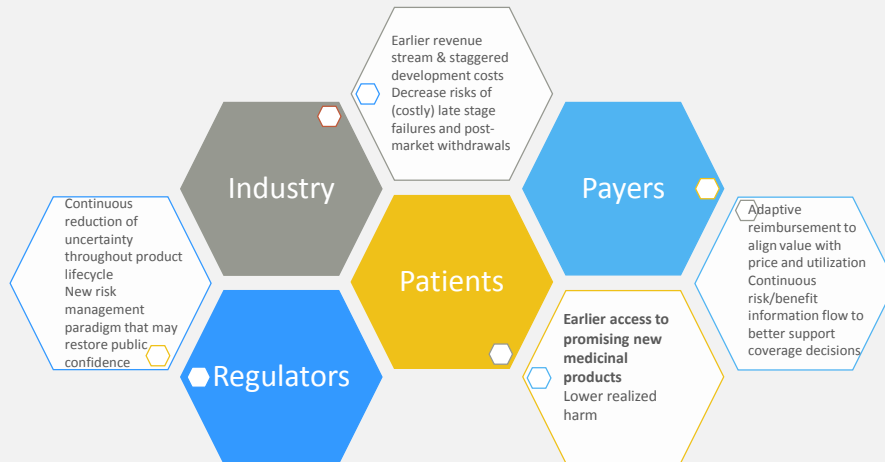 Earlier revenue
stream & staggered
development costs
Decrease risks of
(costly) late stage
failures and post-
market withdrawals
Industry
Payers
Continuous
reduction of
uncertainty
throughout product
lifecycle
New risk
management
paradigm that may
restore public
confidence
Patients
Adaptive
reimbursement to
align value with
price and utilization
Continuous
risk/benefit
information flow to
better support
coverage decisions
Regulators
Earlier access to
promising new
medicinal
products
Lower realized
harm